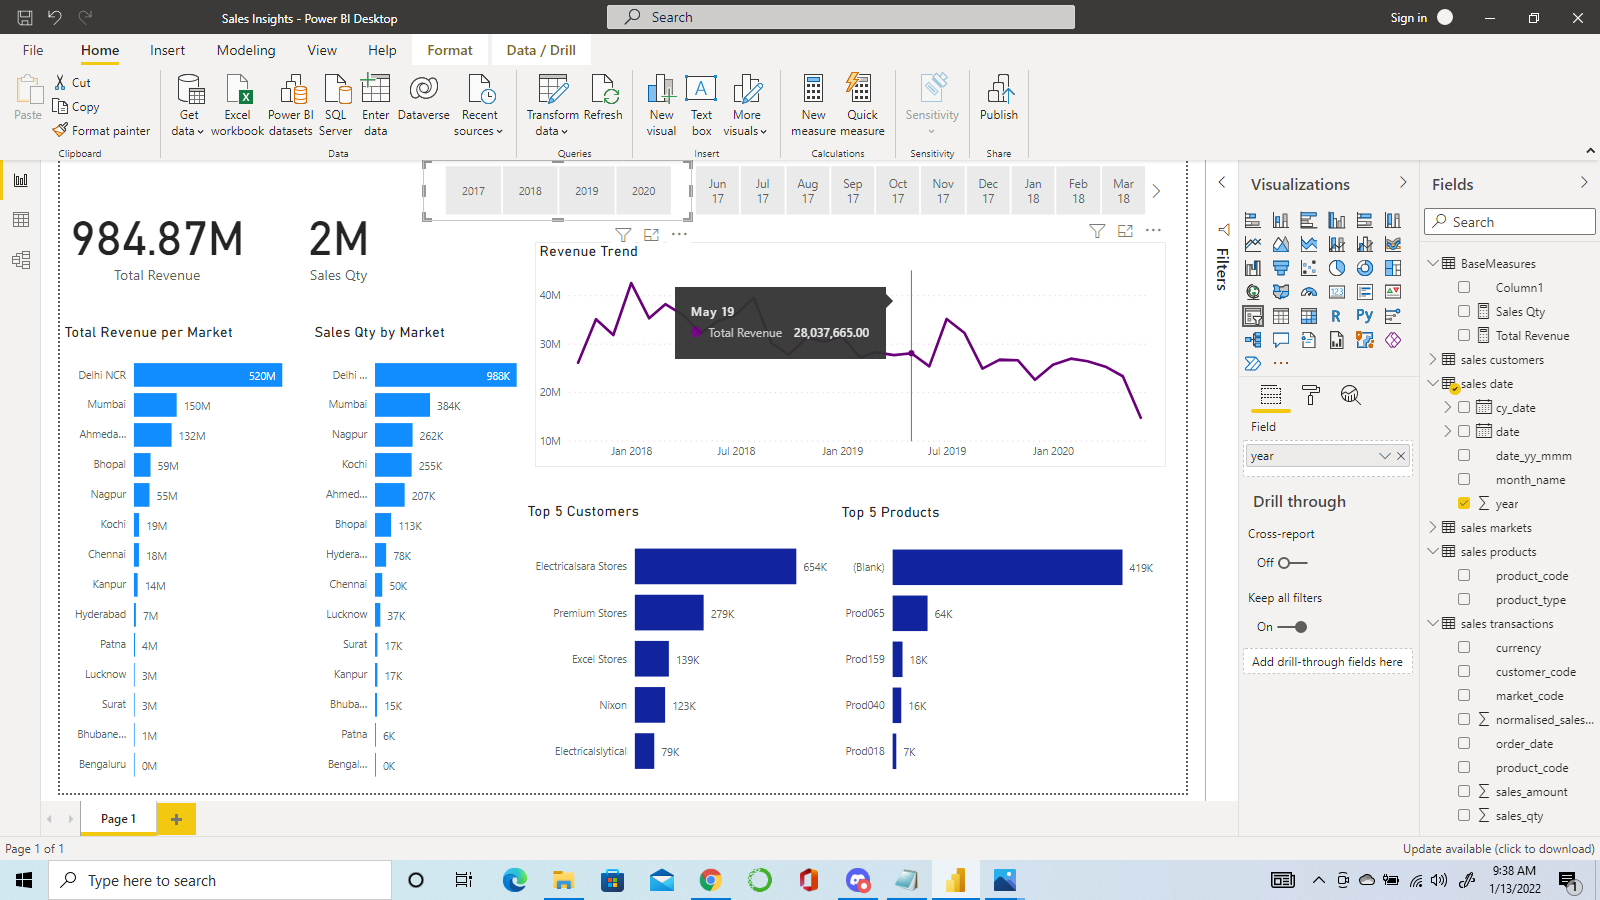 Sales Insights - Power BI Desktop
Search
Sign in
File
Home
Insert
Modeling
View
Help
Format
Data / Drill
Paste
Cut
Copy
Format painter
Clipboard
Get data
Excel workbook
Power BI datasets
SQL Server
Enter data
Dataverse
Recent sources
Data
Transform data
Refresh
Queries
New visual
Text box
More visuals
Insert
New measure
Quick measure
Calculations
Sensitivity
Sensitivity
Publish
Share
2017
2018
2019
2020
Jun 17
Jul 17
Aug 17
Sep 17
Oct 17
Nov 17
Dec 17
Jan 18
Feb 18
Mar 18
984.87M
Total Revenue
2M
Sales Qty
Revenue Trend
40M
30M
20M
10M
May 19
Total Revenue 28,037,665.00
Jan 2018
Jul 2018
Jan 2019
Jul 2019
Jan 2020
Total Revenue per Market
Delhi NCR 520M
Mumbai 150M
Ahmeda... 132M
Bhopal 59M
Nagpur 55M
Kochi 19M
Chennai 18M
Kanpur 14M
Hyderabad 7M
Patna 4M
Lucknow 3M
Surat 3M
Bhubane... 1M
Bengaluru 0M
Sales Qty by Market
Delhi ... 988K
Mumbai 384K
Nagpur 262K
Kochi 255K
Ahmed... 207K
Bhopal 113K
Hydera... 78K
Chennai 50K
Lucknow 37K
Surat 17K
Kanpur 17K
Bhuba... 15K
Patna 6K
Bengal... 0K
Top 5 Customers
Electricalsara Stores 654K
Premium Stores 279K
Excel Stores 139K
Nixon 123K
Electricalslytical 79K
Top 5 Products
(Blank) 419K
Prod065 64K
Prod159 18K
Prod040 16K
Prod018 7K
Filters
Visualizations
123
R
Py
Field
year
Drill through
Cross-report
Off
Keep all filters
On
Add drill-through fields here
Fields
Search
BaseMeasures
Column1
Sales Qty
Total Revenue
sales customers
sales date
cy_date
date
date_yy_mmm
month_name
year
sales markets
sales products
product_code
product_type
sales transactions
currency
customer_code
market_code
normalised_sales...
order_date
product_code
sales_amount
sales_qty
Page 1
Page 1 of 1
Update available (click to download)
Type here to search
9:38 AM
1/13/2022
1